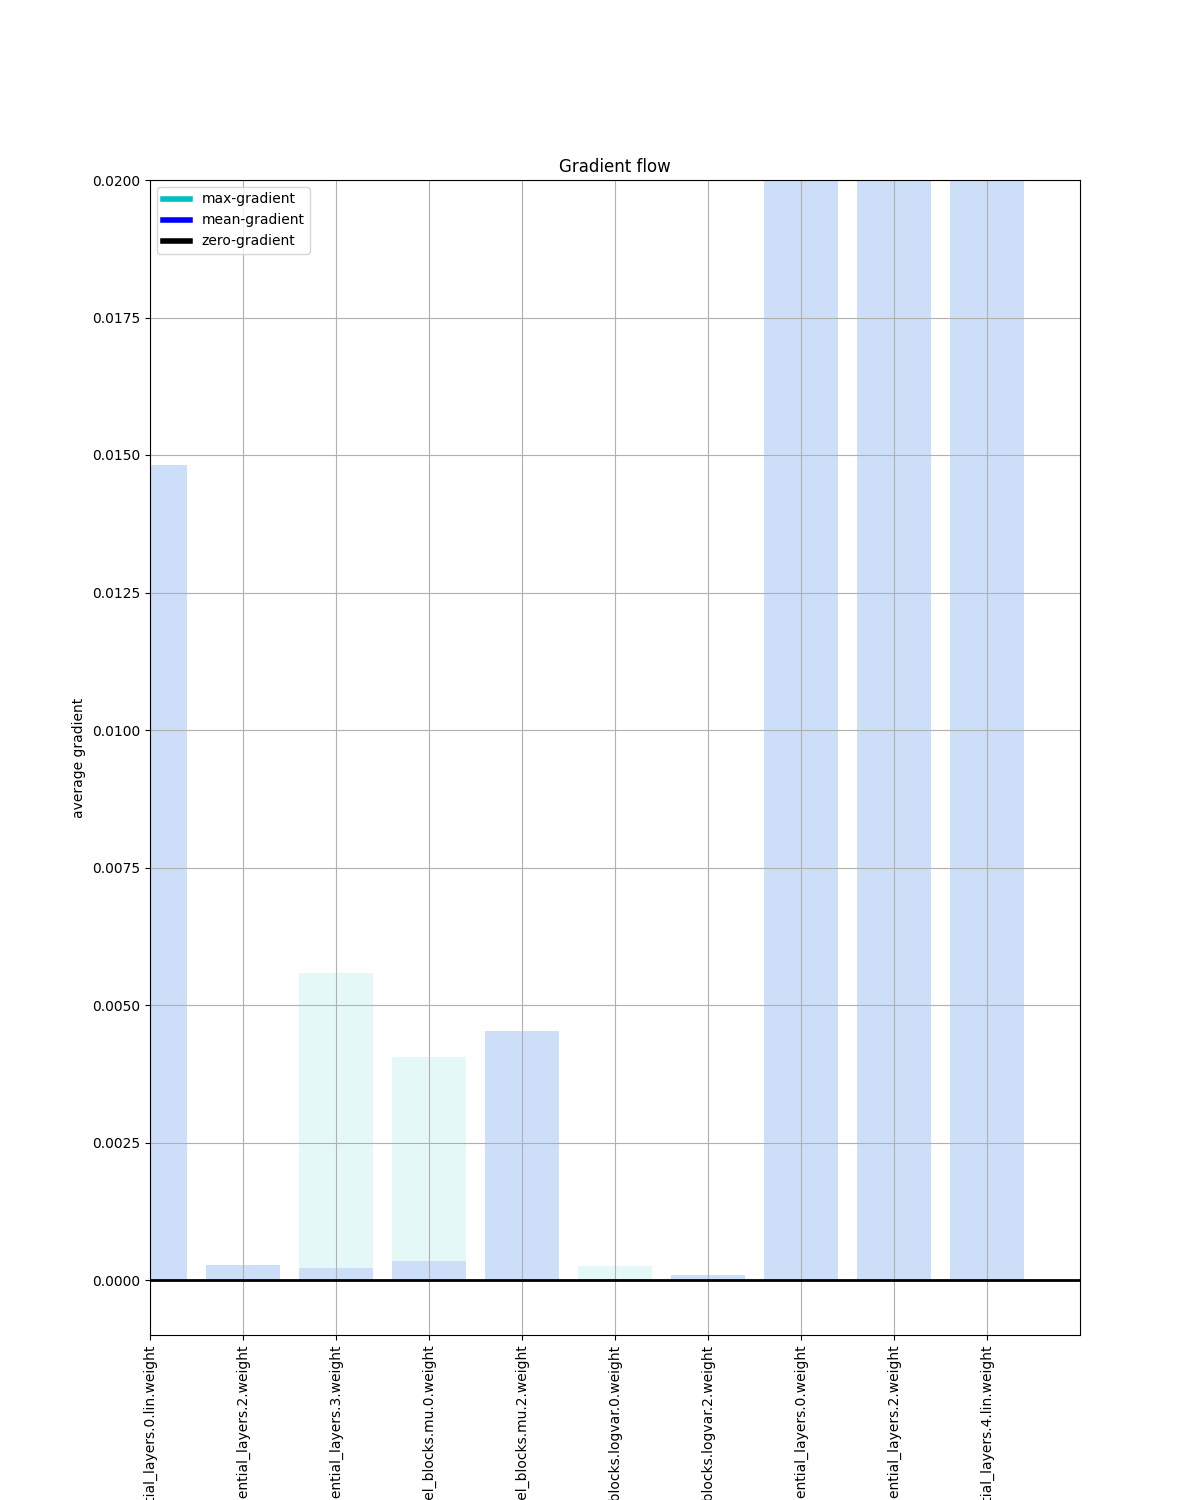 Gradient flow
max-gradient
mean-gradient
zero-gradient
0.0200
0.0175
0.0150
0.0125
0.0100
0.0075
0.0050
0.0025
0.0000
average gradient
tial_layers.0.lin.weight
ential_layers.2.weight
ential_layers.3.weight
el_blocks.mu.0.weight
el_blocks.mu.2.weight
blocks.logvar.0.weight
blocks.logvar.2.weight
ential_layers.0.weight
ential_layers.2.weight
tial_layers.4.lin.weight